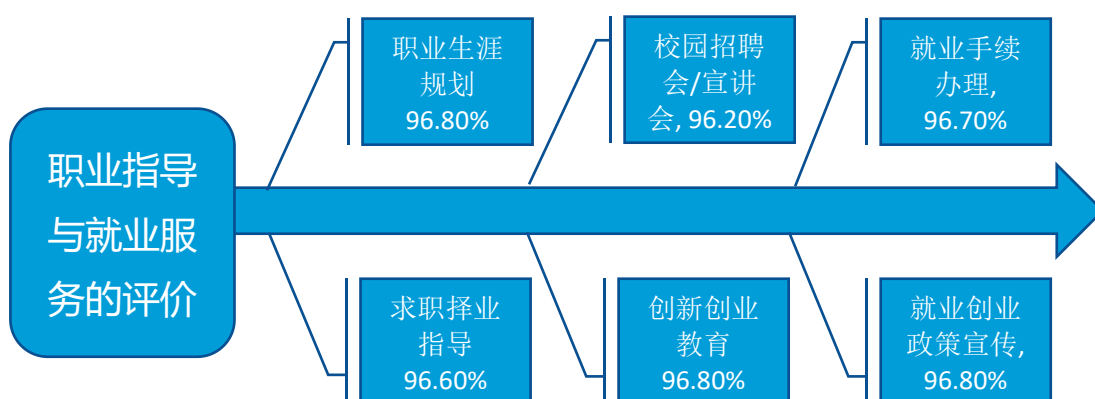 职业生涯
规划
96.80%
校园招聘
会/宣讲
会, 96.20%
就业手续
办理,
96.70%
职业指导
与就业服
务的评价
求职择业
指导
96.60%
创新创业
教育
96.80%
就业创业
政策宣传,
96.80%